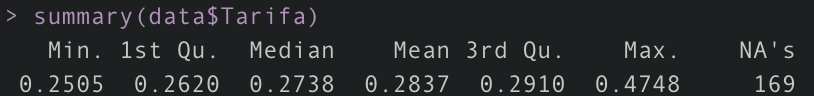 > summary(data$Tarifa)
Min. 1st Qu. Median Mean 3rd Qu. Max. NA's
0.2505 0.2620 0.2738 0.2837 0.2910 0.4748 169